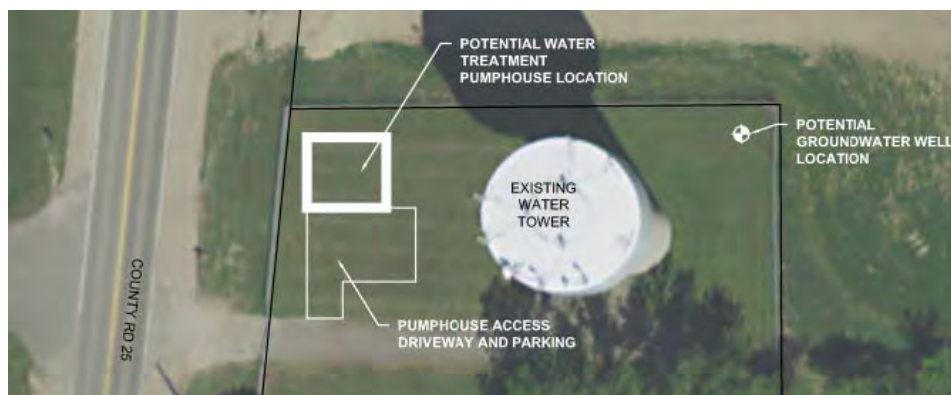 POTENTIAL WATER
TREATMENT
PUMPHOUSE LOCATION
POTENTIAL
GROUNDWATER WELL
LOCATION
EXISTING
WATER
TOWER
COUNTY RD 25
PUMPHOUSE ACCESS
DRIVEWAY AND PARKING